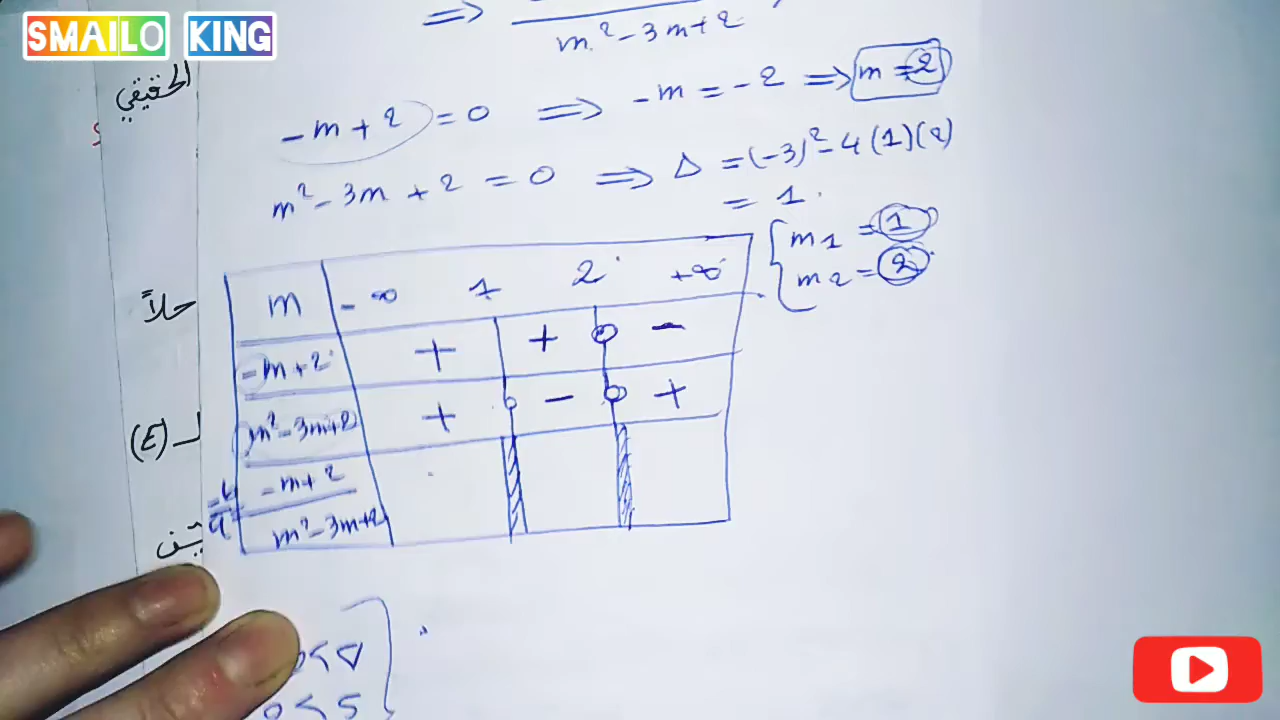 SMAILO KING
⟹ m²-3m+2
الحقيقي
-m+2 = 0 ⟹ -m = -2 ⟹ m = 2
m²-3m+2 = 0 ⟹ Δ = (-3)²-4(1)(2)
= 1.
m1 = 1
m2 = 2
m -∞ 1 2 +∞
-m+2 + + 0 -
حلاً
m²-3m+2 + 0 - 0 +
(E)
-m+2
m²-3m+2
0<Δ
0<S